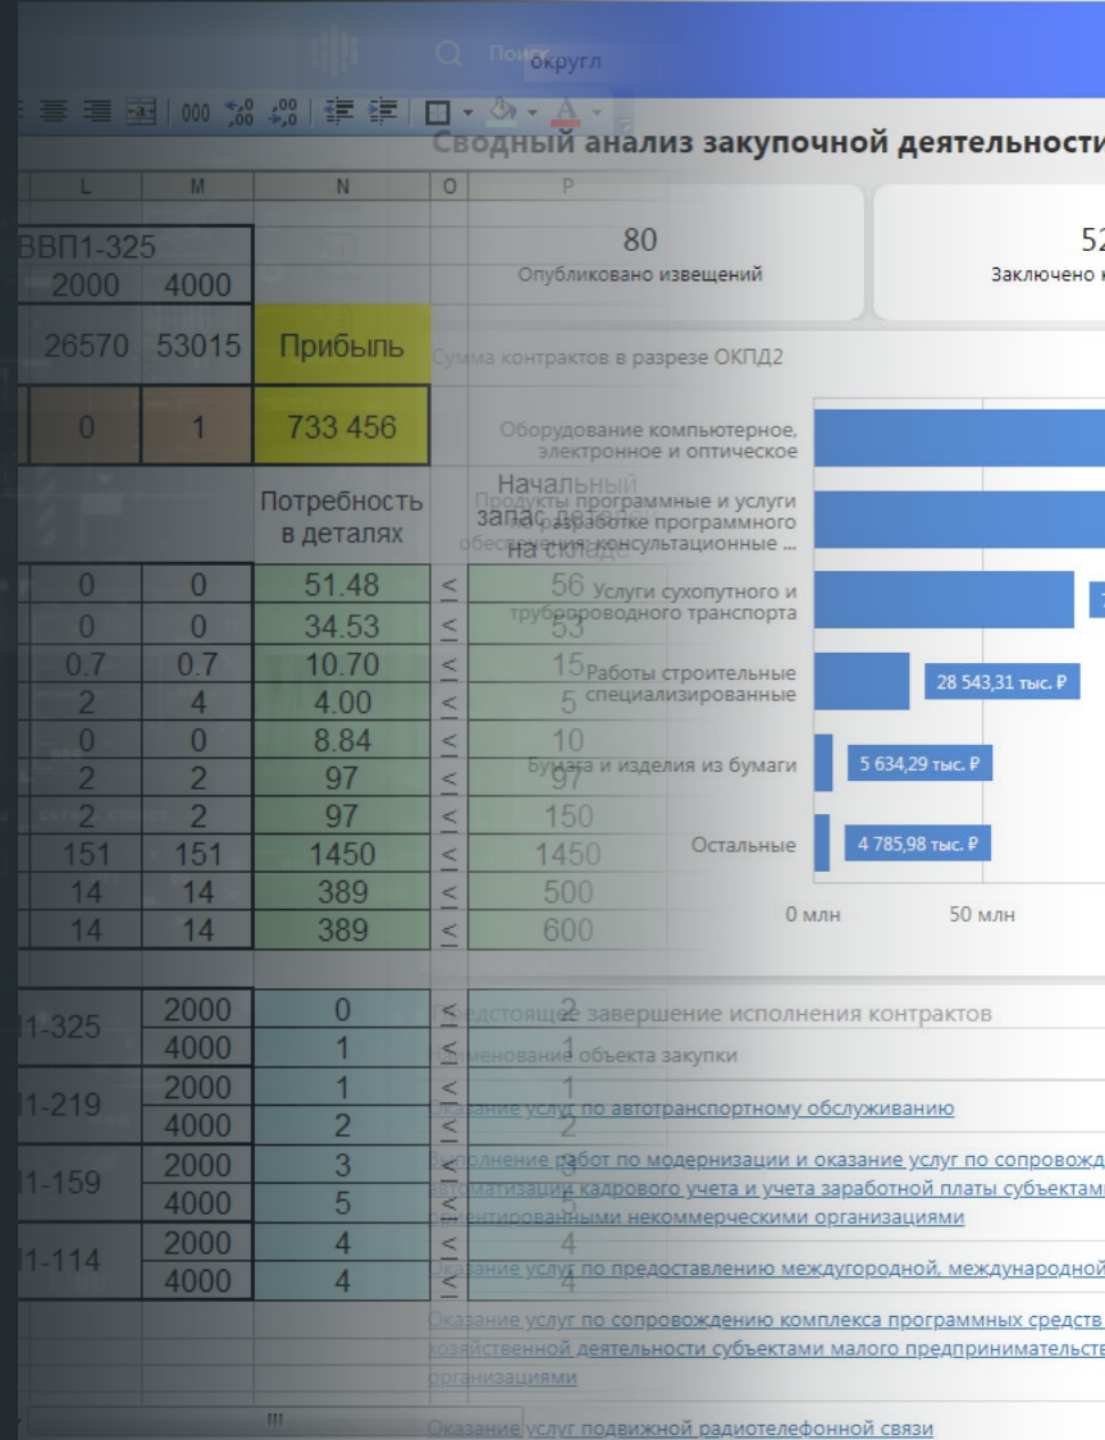 Поиск
округл
000
Сводный анализ закупочной деятельности
L M N O P
80
Опубликовано извещений
Заключено
ВВП1-325
2000 4000
26570 53015 Прибыль
Сумма контрактов в разрезе ОКПД2
0 1 733 456
Оборудование компьютерное,
электронное и оптическое
Потребность
в деталях
Начальный
запас деталей
на складе
Продукты программные и услуги
по разработке программного
обеспечения; консультационные ...
0 0 51.48 ≤ 56
Услуги сухопутного и
трубопроводного транспорта
0 0 34.53 ≤ 53
0.7 0.7 10.70 ≤ 15
Работы строительные
специализированные
28 543,31 тыс. ₽
2 4 4.00 ≤ 5
0 0 8.84 ≤ 10
Бумага и изделия из бумаги
5 634,29 тыс. ₽
2 2 97 ≤ 97
2 2 97 ≤ 150
Остальные
4 785,98 тыс. ₽
151 151 1450 ≤ 1450
14 14 389 ≤ 500
14 14 389 ≤ 600
0 млн 50 млн
1-325 2000 0 ≤ 2
Предстоящее завершение исполнения контрактов
4000 1 ≤ 1
Наименование объекта закупки
1-219 2000 1 ≤ 1
Оказание услуг по автотранспортному обслуживанию
4000 2 ≤ 2
1-159 2000 3 ≤ 3
Выполнение работ по модернизации и оказание услуг по сопровожд
автоматизации кадрового учета и учета заработной платы субъектам
ориентированными некоммерческими организациями
4000 5 ≤ 5
1-114 2000 4 ≤ 4
4000 4 ≤ 4
Оказание услуг по предоставлению междугородной, международной
Оказание услуг по сопровождению комплекса программных средств
хозяйственной деятельности субъектами малого предпринимательств
организациями
Оказание услуг подвижной радиотелефонной связи